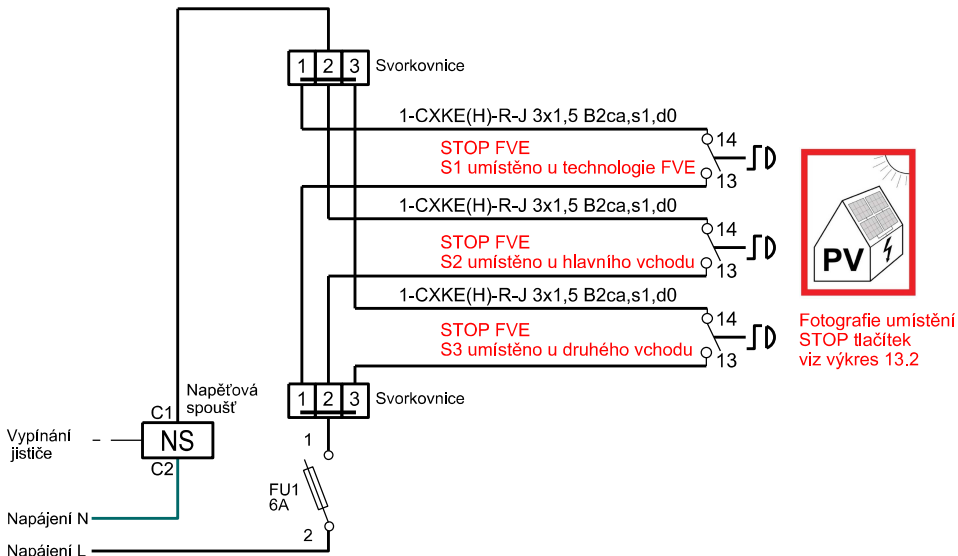 1 2 3 Svorkovnice
1-CXKE(H)-R-J 3x1,5 B2ca,s1,d0
14
STOP FVE
S1 umístěno u technologie FVE
13
1-CXKE(H)-R-J 3x1,5 B2ca,s1,d0
14
STOP FVE
S2 umístěno u hlavního vchodu
13
PV
1-CXKE(H)-R-J 3x1,5 B2ca,s1,d0
14
STOP FVE
S3 umístěno u druhého vchodu
13
Fotografie umístění
STOP tlačítek
viz výkres 13.2
1 2 3 Svorkovnice
Napěťová
spoušť
C1
NS
C2
Vypínání
jističe
1
FU1
6A
2
Napájení N
Napájení L